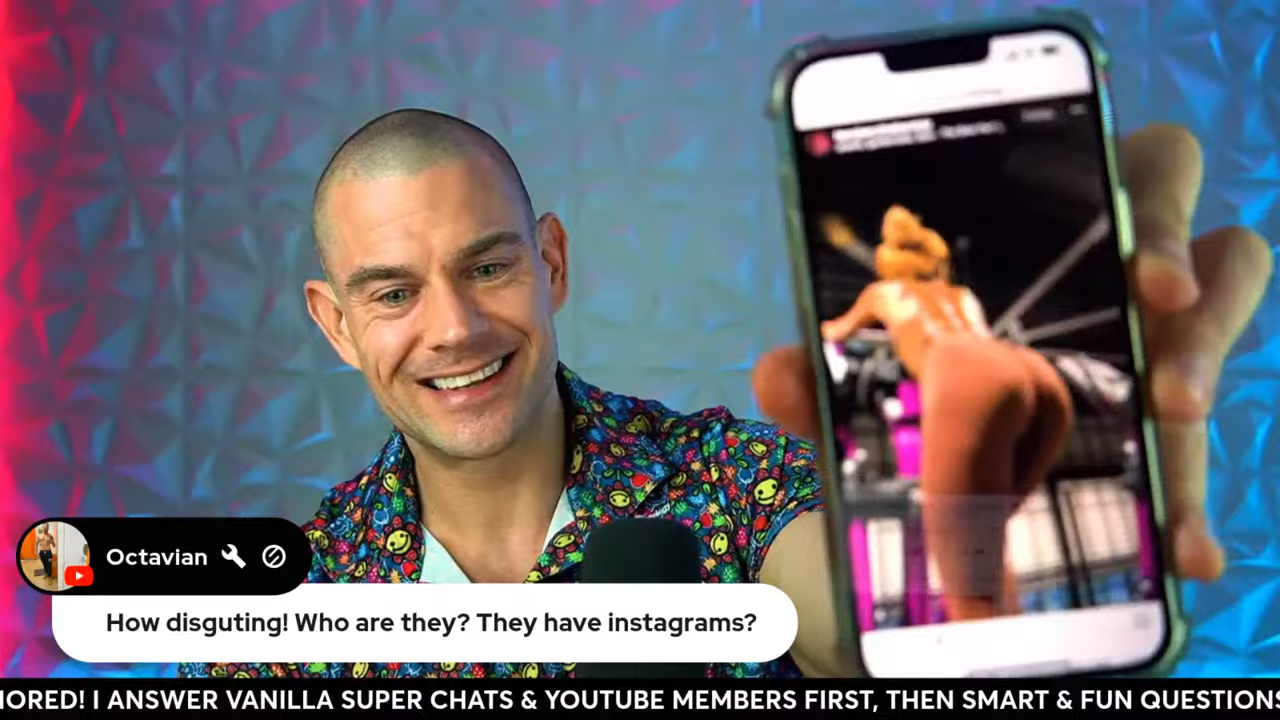 Octavian
How disguting! Who are they? They have instagrams?
NORED! I ANSWER VANILLA SUPER CHATS & YOUTUBE MEMBERS FIRST, THEN SMART & FUN QUESTIONS